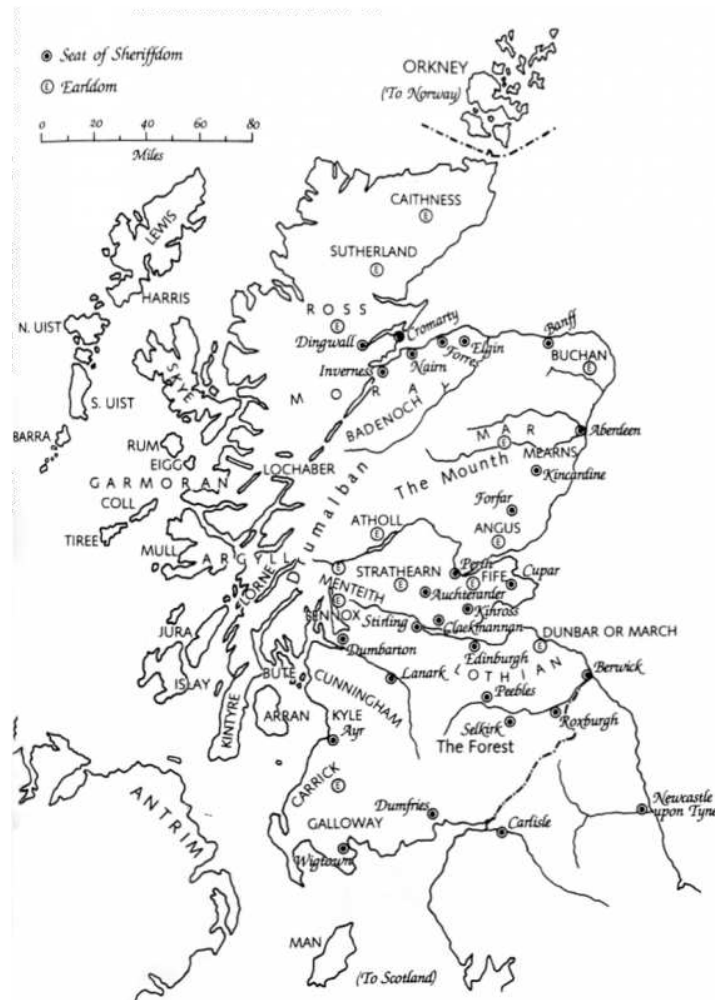 Seat of Sheriffdom
Earldom
0 20 40 60 80
Miles
ORKNEY
(To Norway)
CAITHNESS
LEWIS
SUTHERLAND
HARRIS
ROSS
N. UIST
Cromarty
Banff
Dingwall
Forres
Elgin
BUCHAN
Nairn
Inverness
SKYE
MORAY
S. UIST
BADENOCH
BARRA
MAR
Aberdeen
RUM
MEARNS
EIGG
LOCHABER
The Mounth
Kincardine
GARMORAN
COLL
Drumalban
Forfar
ATHOLL
ANGUS
TIREE
MULL
ARGYLL
Perth
STRATHEARN
FIFE
Cupar
LORNE
MENTEITH
Auchterarder
Kinross
LENNOX
Stirling
Clackmannan
DUNBAR OR MARCH
JURA
Dumbarton
Edinburgh
LOTHIAN
Berwick
ISLAY
BUTE
CUNNINGHAM
Lanark
Peebles
KINTYRE
ARRAN
KYLE
Selkirk
Roxburgh
Ayr
The Forest
CARRICK
ANTRIM
Dumfries
Newcastle
upon Tyne
GALLOWAY
Carlisle
Wigtown
MAN
(To Scotland)